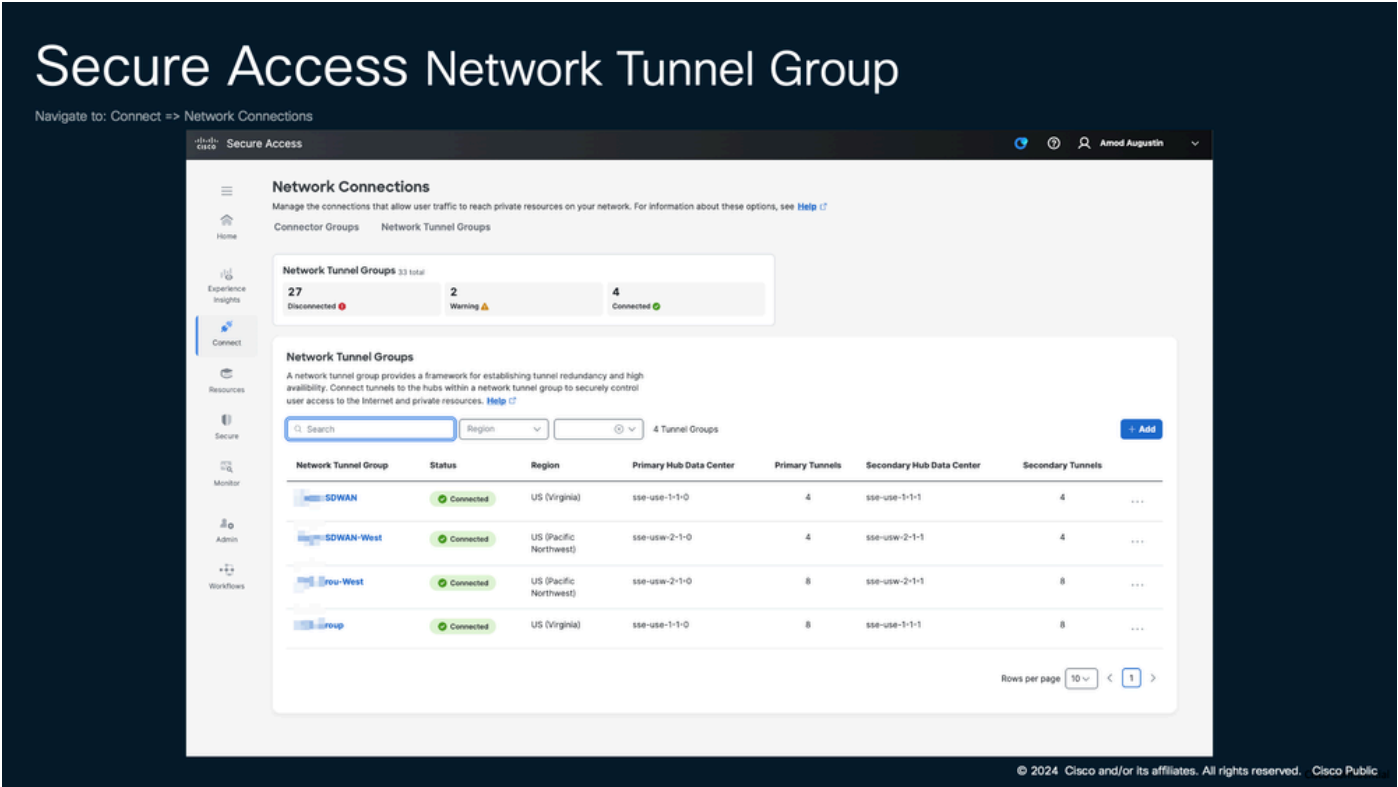 Secure Access Network Tunnel Group
Navigate to: Connect => Network Connections
CISCO Secure Access
Amod Augustin
Network Connections
Manage the connections that allow user traffic to reach private resources on your network. For information about these options, see Help
Connector Groups Network Tunnel Groups
Home
Experience
Insights
Connect
Resources
Secure
Monitor
Admin
Workflows
Network Tunnel Groups 33 total
27 2 4
Disconnected Warning Connected
Network Tunnel Groups
A network tunnel group provides a framework for establishing tunnel redundancy and high
availibility. Connect tunnels to the hubs within a network tunnel group to securely control
user access to the Internet and private resources. Help
Search Region 4 Tunnel Groups + Add
Network Tunnel Group Status Region Primary Hub Data Center Primary Tunnels Secondary Hub Data Center Secondary Tunnels
SDWAN Connected US (Virginia) sse-use-1-1-0 4 sse-use-1-1-1 4 ...
SDWAN-West Connected US (Pacific Northwest) sse-usw-2-1-0 4 sse-usw-2-1-1 4 ...
rou-West Connected US (Pacific Northwest) sse-usw-2-1-0 8 sse-usw-2-1-1 8 ...
roup Connected US (Virginia) sse-use-1-1-0 8 sse-use-1-1-1 8 ...
Rows per page 10 < 1 >
© 2024 Cisco and/or its affiliates. All rights reserved. Cisco Public